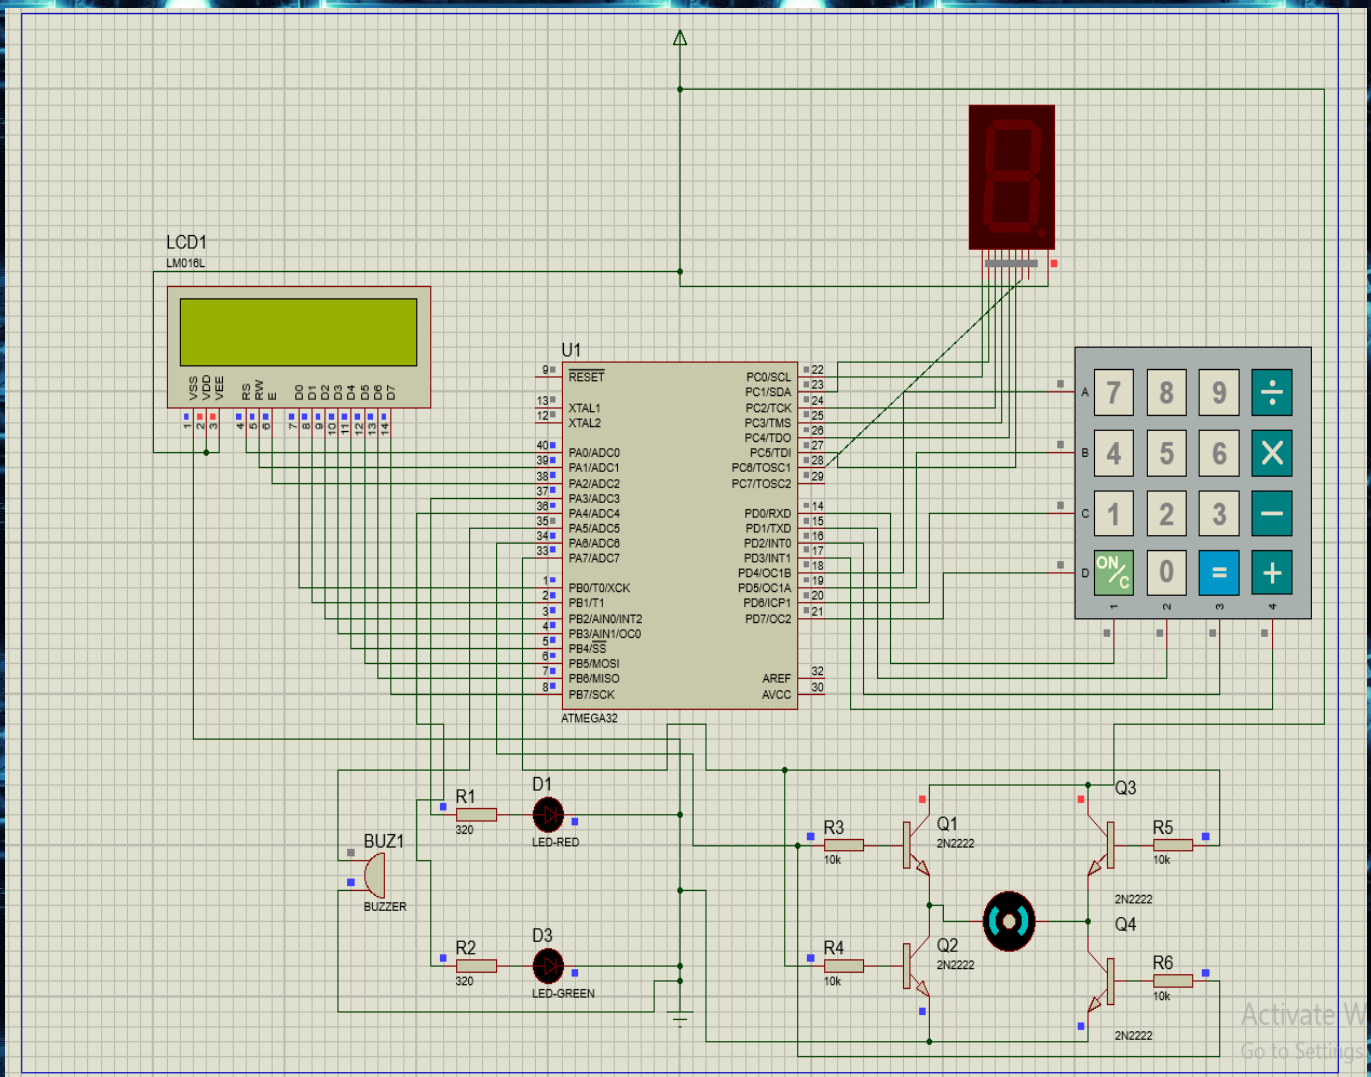 LCD1
LM016L
VSS
VDD
VEE
RS
RW
E
D0
D1
D2
D3
D4
D5
D6
D7
1
2
3
4
5
6
7
8
9
10
11
12
13
14
U1
9 RESET
13 XTAL1
12 XTAL2
40 PA0/ADC0
39 PA1/ADC1
38 PA2/ADC2
37 PA3/ADC3
36 PA4/ADC4
35 PA5/ADC5
34 PA6/ADC6
33 PA7/ADC7
1 PB0/T0/XCK
2 PB1/T1
3 PB2/AIN0/INT2
4 PB3/AIN1/OC0
5 PB4/SS
6 PB5/MOSI
7 PB6/MISO
8 PB7/SCK
PC0/SCL 22
PC1/SDA 23
PC2/TCK 24
PC3/TMS 25
PC4/TDO 26
PC5/TDI 27
PC6/TOSC1 28
PC7/TOSC2 29
PD0/RXD 14
PD1/TXD 15
PD2/INT0 16
PD3/INT1 17
PD4/OC1B 18
PD5/OC1A 19
PD6/ICP1 20
PD7/OC2 21
AREF 32
AVCC 30
ATMEGA32
A 7 8 9 ÷
B 4 5 6 ×
C 1 2 3 −
D ON/C 0 = +
1 2 3 4
R1
320
D1
LED-RED
BUZ1
BUZZER
R2
320
D3
LED-GREEN
R3
10k
Q1
2N2222
Q3
2N2222
R5
10k
R4
10k
Q2
2N2222
Q4
2N2222
R6
10k
Activate W
Go to Settings